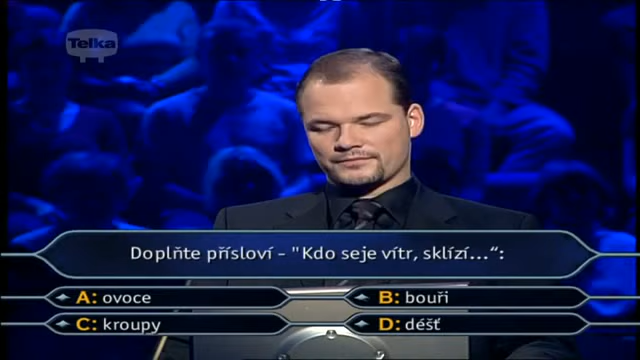 Telka
Doplňte přísloví - "Kdo seje vítr, sklízí...“:
A: ovoce
B: bouři
C: kroupy
D: déšť